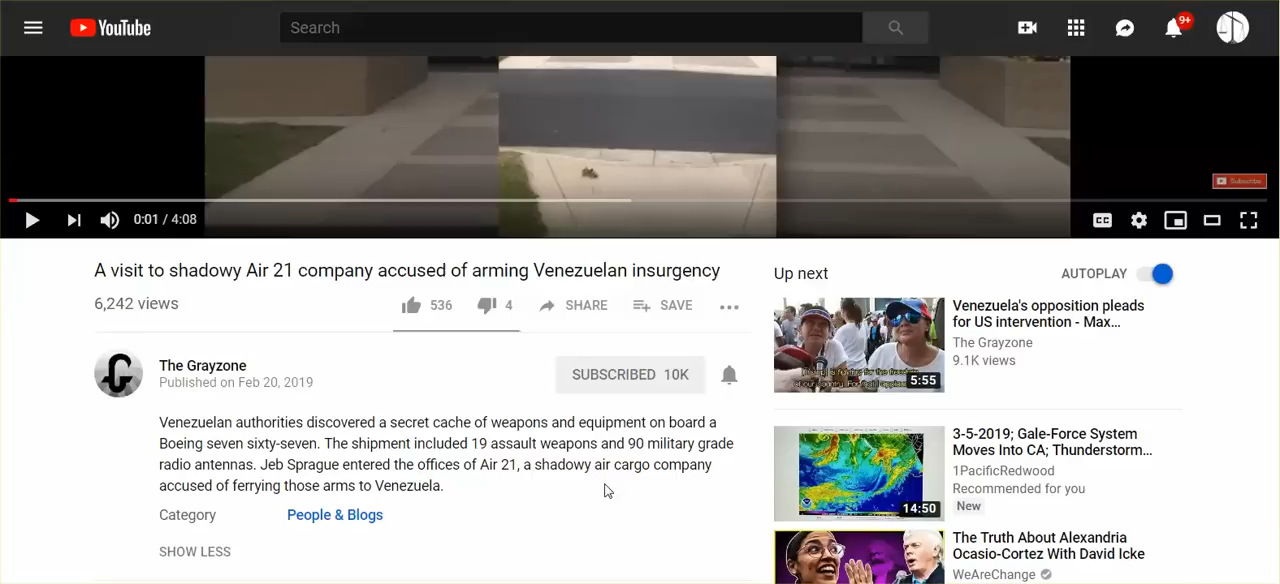 YouTube
Search
9+
Subscribe
0:01 / 4:08
CC
A visit to shadowy Air 21 company accused of arming Venezuelan insurgency
6,242 views
536
4
SHARE
SAVE
The Grayzone
Published on Feb 20, 2019
SUBSCRIBED 10K
Venezuelan authorities discovered a secret cache of weapons and equipment on board a
Boeing seven sixty-seven. The shipment included 19 assault weapons and 90 military grade
radio antennas. Jeb Sprague entered the offices of Air 21, a shadowy air cargo company
accused of ferrying those arms to Venezuela.
Category
People & Blogs
SHOW LESS
Up next
AUTOPLAY
5:55
Venezuela's opposition pleads
for US intervention - Max...
The Grayzone
9.1K views
14:50
3-5-2019; Gale-Force System
Moves Into CA; Thunderstorm...
1PacificRedwood
Recommended for you
New
The Truth About Alexandria
Ocasio-Cortez With David Icke
WeAreChange